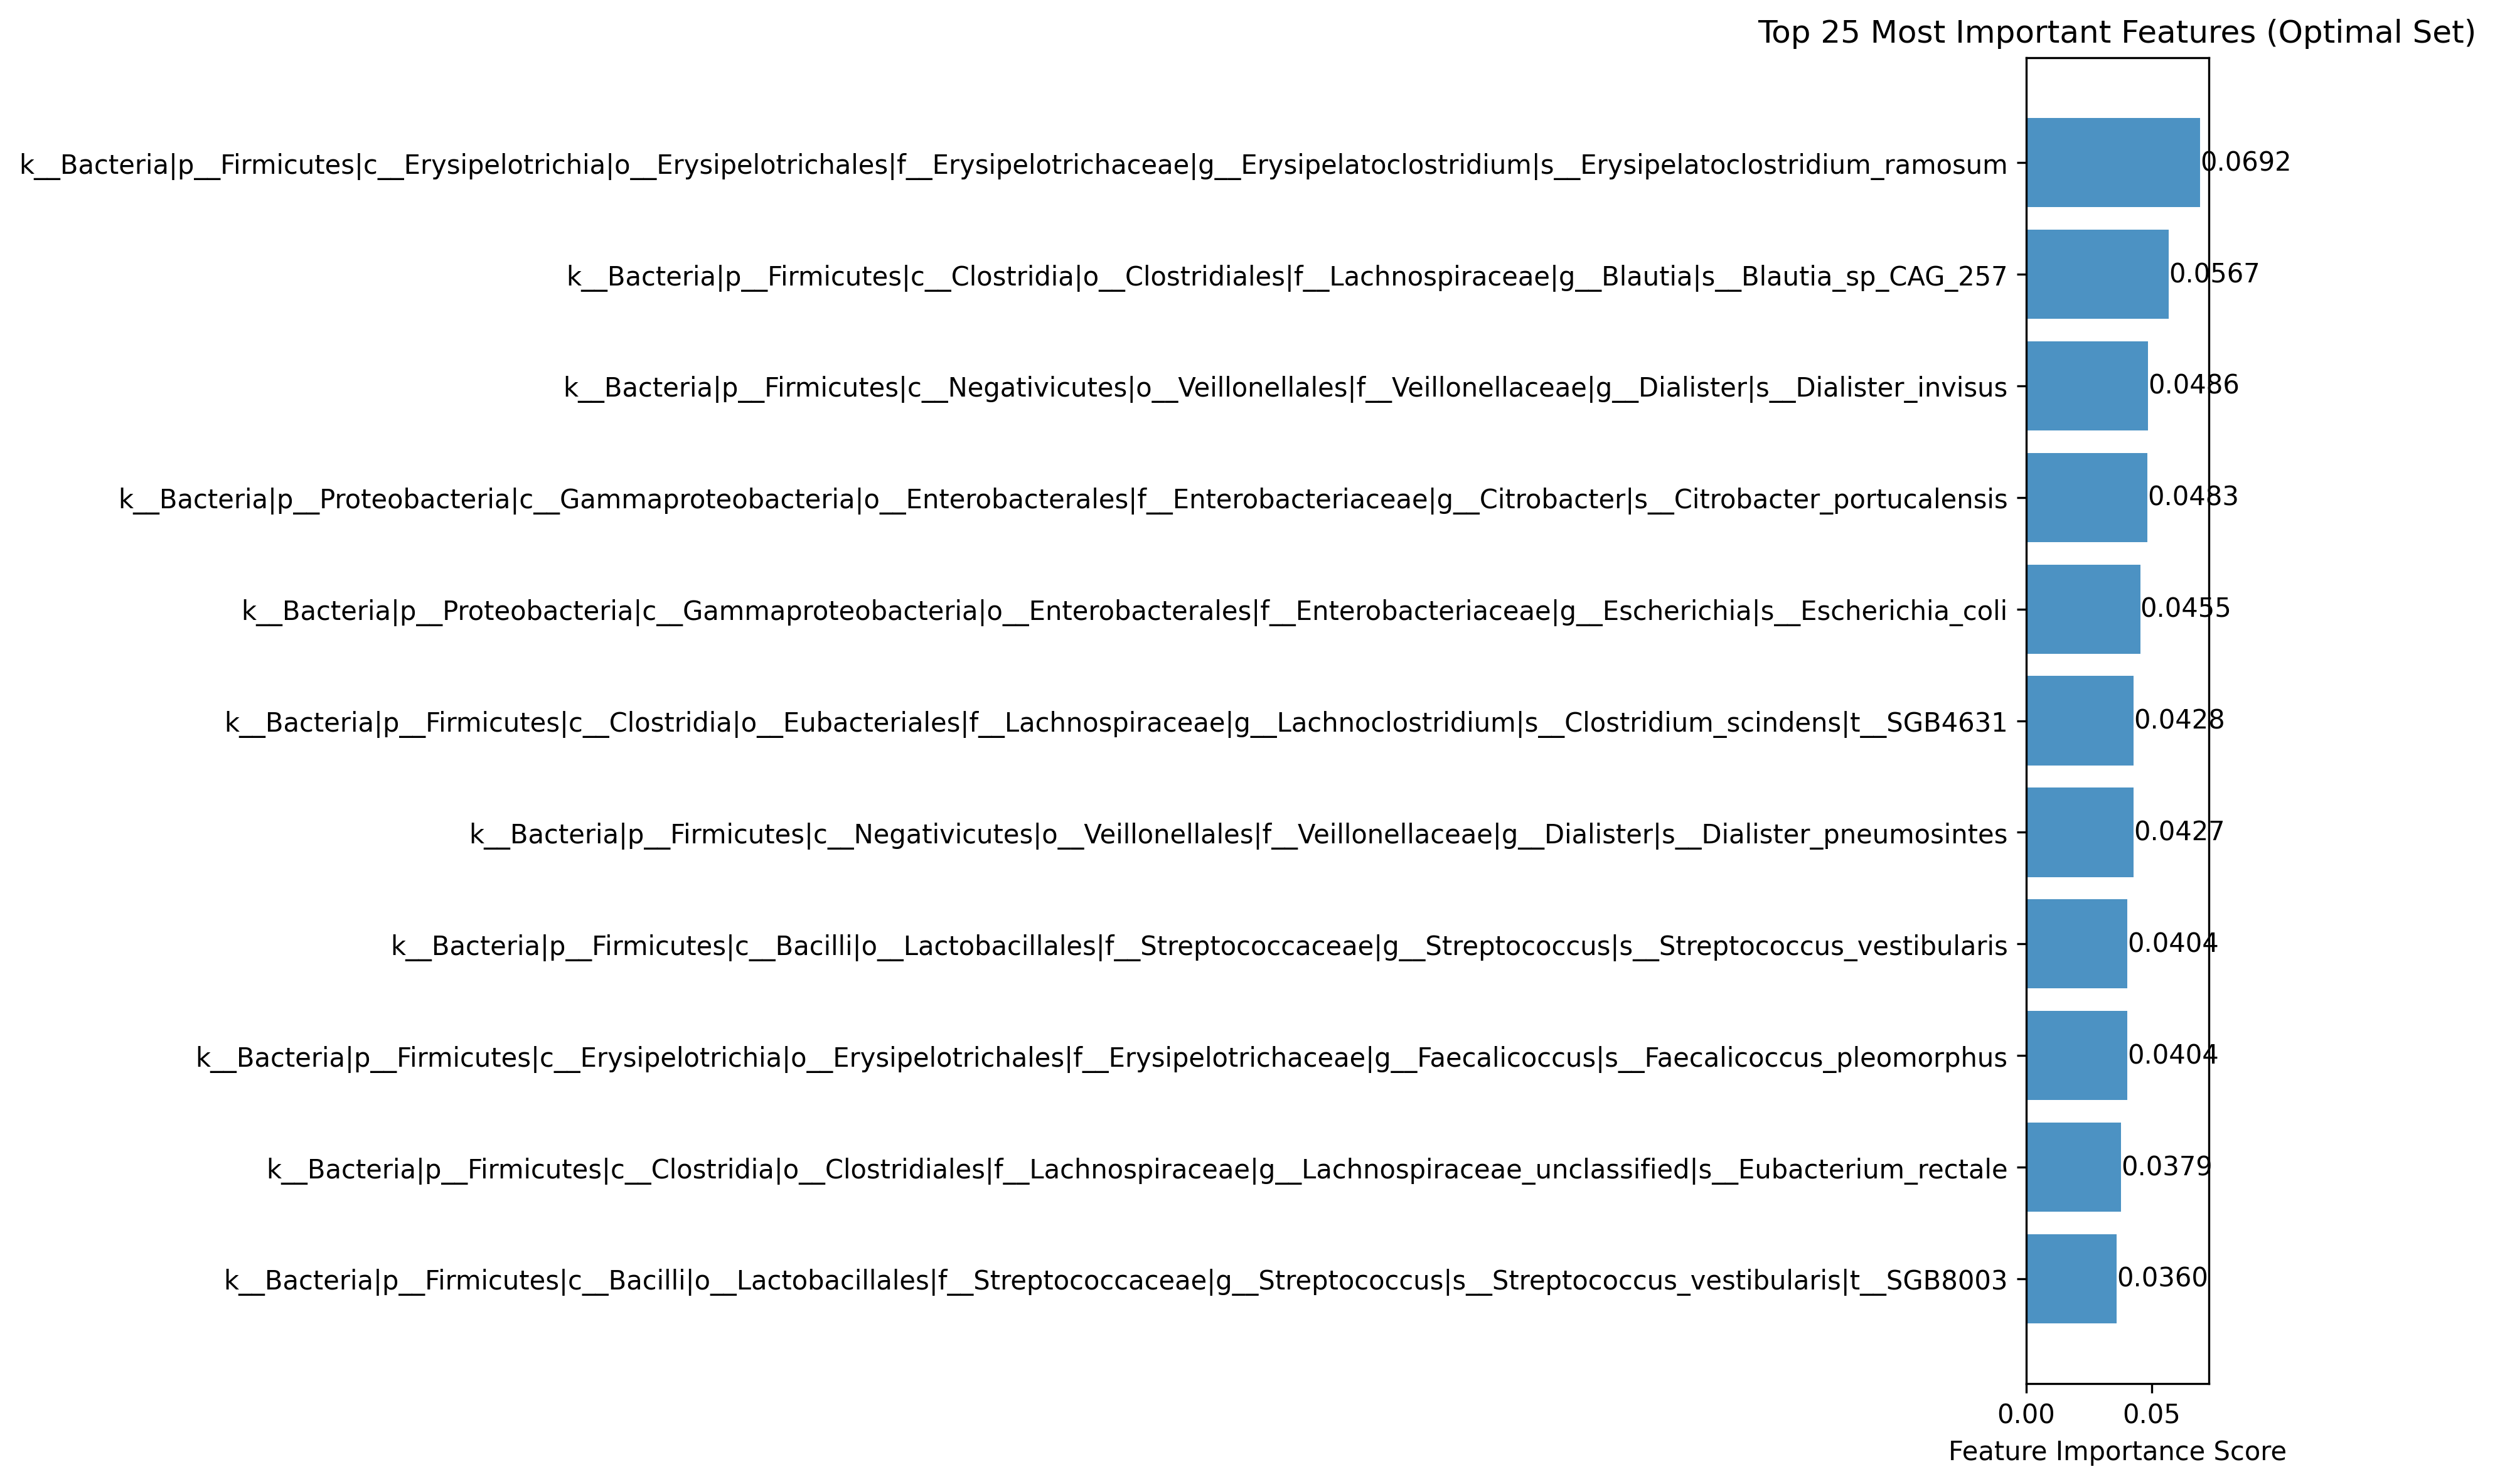 Top 25 Most Important Features (Optimal Set)
k__Bacteria|p__Firmicutes|c__Erysipelotrichia|o__Erysipelotrichales|f__Erysipelotrichaceae|g__Erysipelatoclostridium|s__Erysipelatoclostridium_ramosum 0.0692
k__Bacteria|p__Firmicutes|c__Clostridia|o__Clostridiales|f__Lachnospiraceae|g__Blautia|s__Blautia_sp_CAG_257 0.0567
k__Bacteria|p__Firmicutes|c__Negativicutes|o__Veillonellales|f__Veillonellaceae|g__Dialister|s__Dialister_invisus 0.0486
k__Bacteria|p__Proteobacteria|c__Gammaproteobacteria|o__Enterobacterales|f__Enterobacteriaceae|g__Citrobacter|s__Citrobacter_portucalensis 0.0483
k__Bacteria|p__Proteobacteria|c__Gammaproteobacteria|o__Enterobacterales|f__Enterobacteriaceae|g__Escherichia|s__Escherichia_coli 0.0455
k__Bacteria|p__Firmicutes|c__Clostridia|o__Eubacteriales|f__Lachnospiraceae|g__Lachnoclostridium|s__Clostridium_scindens|t__SGB4631 0.0428
k__Bacteria|p__Firmicutes|c__Negativicutes|o__Veillonellales|f__Veillonellaceae|g__Dialister|s__Dialister_pneumosintes 0.0427
k__Bacteria|p__Firmicutes|c__Bacilli|o__Lactobacillales|f__Streptococcaceae|g__Streptococcus|s__Streptococcus_vestibularis 0.0404
k__Bacteria|p__Firmicutes|c__Erysipelotrichia|o__Erysipelotrichales|f__Erysipelotrichaceae|g__Faecalicoccus|s__Faecalicoccus_pleomorphus 0.0404
k__Bacteria|p__Firmicutes|c__Clostridia|o__Clostridiales|f__Lachnospiraceae|g__Lachnospiraceae_unclassified|s__Eubacterium_rectale 0.0379
k__Bacteria|p__Firmicutes|c__Bacilli|o__Lactobacillales|f__Streptococcaceae|g__Streptococcus|s__Streptococcus_vestibularis|t__SGB8003 0.0360
0.00 0.05
Feature Importance Score